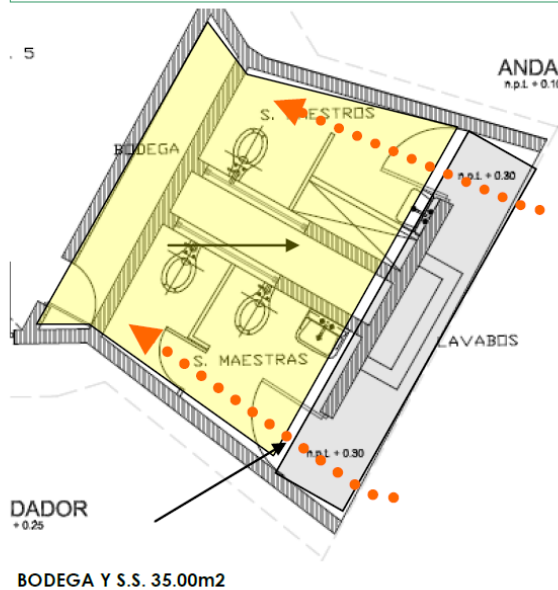 . 5
ANDA
n.p.t. + 0.10
S. MAESTROS
BODEGA
n.p.t. + 0.30
LAVABOS
S. MAESTRAS
n.p.t. + 0.30
DADOR
+ 0.25
BODEGA Y S.S. 35.00m2